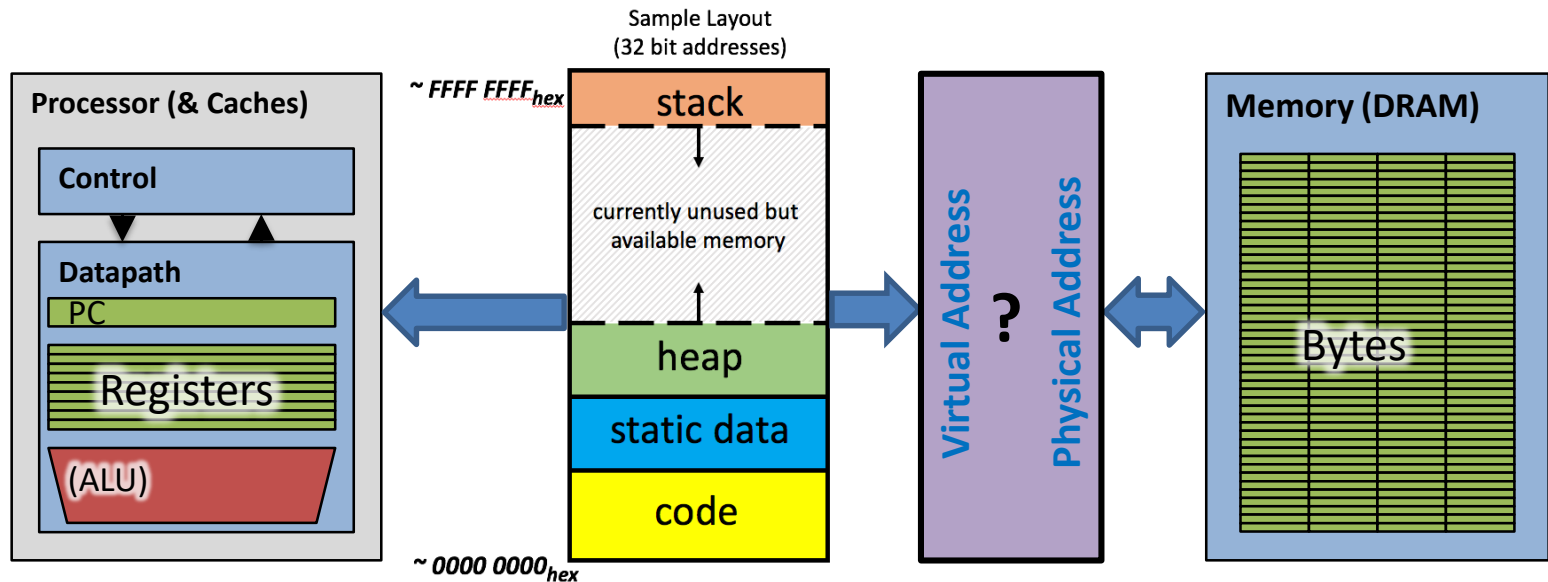 Sample Layout
(32 bit addresses)
Processor (& Caches)
Control
Datapath
PC
Registers
(ALU)
~ FFFF FFFFhex
stack
currently unused but
available memory
heap
static data
code
~ 0000 0000hex
Virtual Address
?
Physical Address
Memory (DRAM)
Bytes